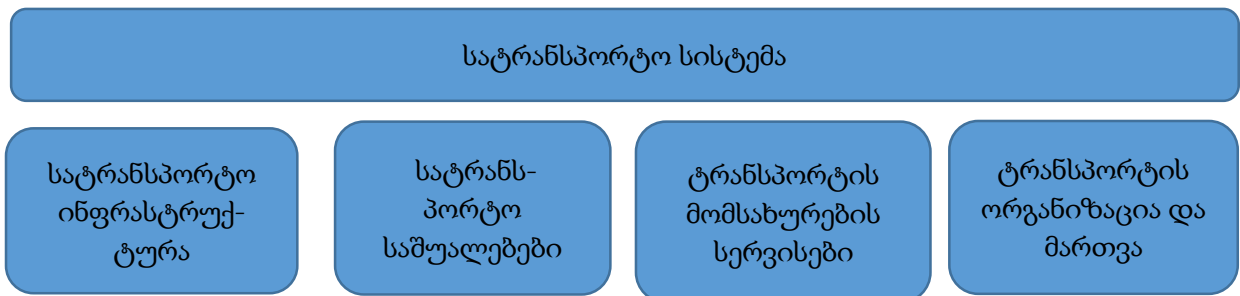 სატრანსპორტო სისტემა
სატრანსპორტო
ინფრასტრუქ-
ტურა
სატრანს-
პორტო
საშუალებები
ტრანსპორტის
მომსახურების
სერვისები
ტრანსპორტის
ორგანიზაცია და
მართვა